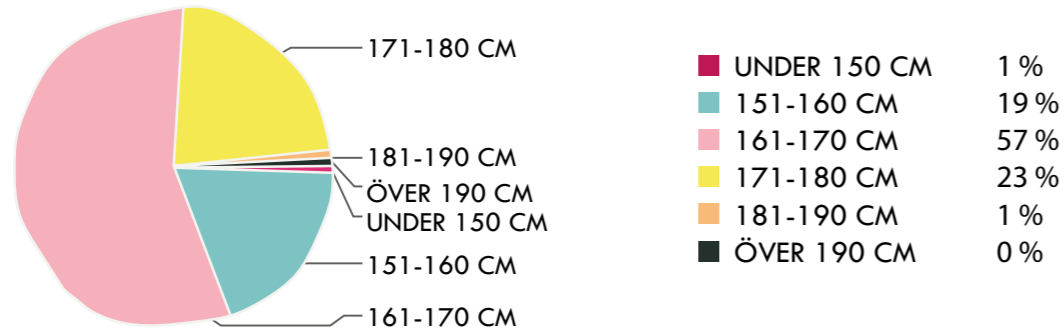 171-180 CM
181-190 CM
ÖVER 190 CM
UNDER 150 CM
151-160 CM
161-170 CM
UNDER 150 CM 1 %
151-160 CM 19 %
161-170 CM 57 %
171-180 CM 23 %
181-190 CM 1 %
ÖVER 190 CM 0 %